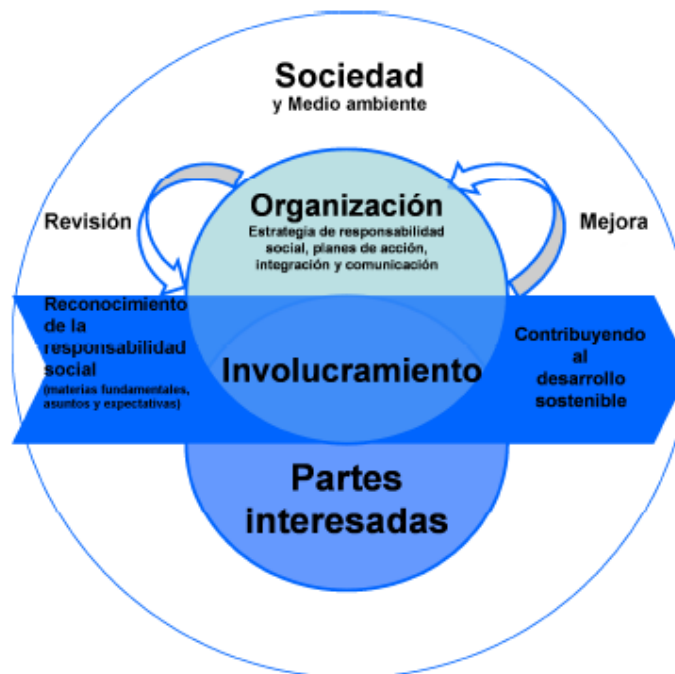 Sociedad
y Medio ambiente
Revisión
Organización
Estrategia de responsabilidad
social, planes de acción,
integración y comunicación
Mejora
Reconocimiento
de la
responsabilidad
social
(materias fundamentales,
asuntos y expectativas)
Involucramiento
Contribuyendo
al
desarrollo
sostenible
Partes
interesadas